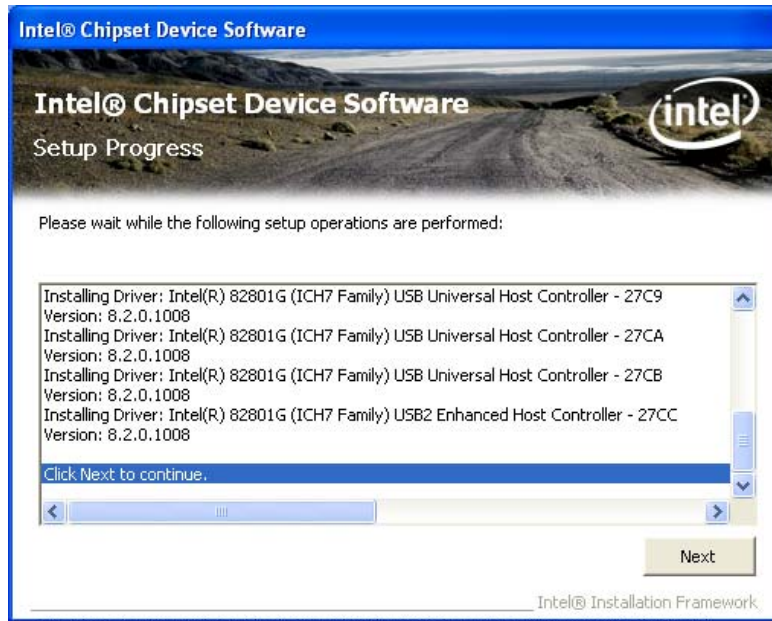 Intel® Chipset Device Software
Intel® Chipset Device Software
intel
Setup Progress
Please wait while the following setup operations are performed:
Installing Driver: Intel(R) 82801G (ICH7 Family) USB Universal Host Controller - 27C9
Version: 8.2.0.1008
Installing Driver: Intel(R) 82801G (ICH7 Family) USB Universal Host Controller - 27CA
Version: 8.2.0.1008
Installing Driver: Intel(R) 82801G (ICH7 Family) USB Universal Host Controller - 27CB
Version: 8.2.0.1008
Installing Driver: Intel(R) 82801G (ICH7 Family) USB2 Enhanced Host Controller - 27CC
Version: 8.2.0.1008
Click Next to continue.
Next
Intel® Installation Framework